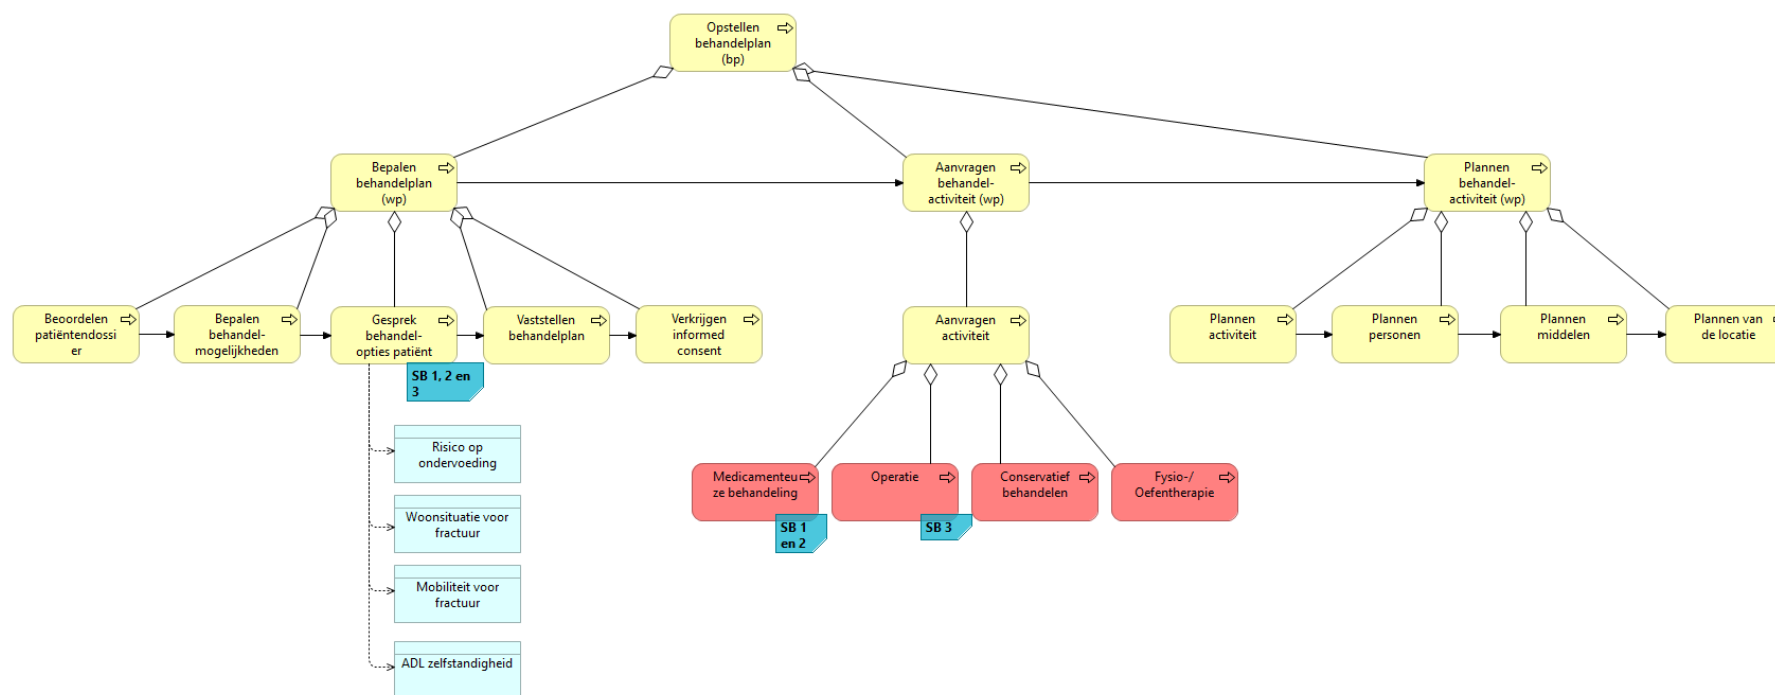 Opstellen
behandelplan
(bp)
Bepalen
behandelplan
(wp)
Aanvragen
behandel-
activiteit (wp)
Plannen
behandel-
activiteit (wp)
Beoordelen
patiëntendossi
er
Bepalen
behandel-
mogelijkheden
Gesprek
behandel-
opties patiënt
Vaststellen
behandelplan
Verkrijgen
informed
consent
Aanvragen
activiteit
Plannen
activiteit
Plannen
personen
Plannen
middelen
Plannen van
de locatie
SB 1, 2 en
3
Risico op
ondervoeding
Woonsituatie voor
fractuur
Mobiliteit voor
fractuur
ADL zelfstandigheid
Medicamenteu
ze behandeling
Operatie
Conservatief
behandelen
Fysio-/
Oefentherapie
SB 1
en 2
SB 3